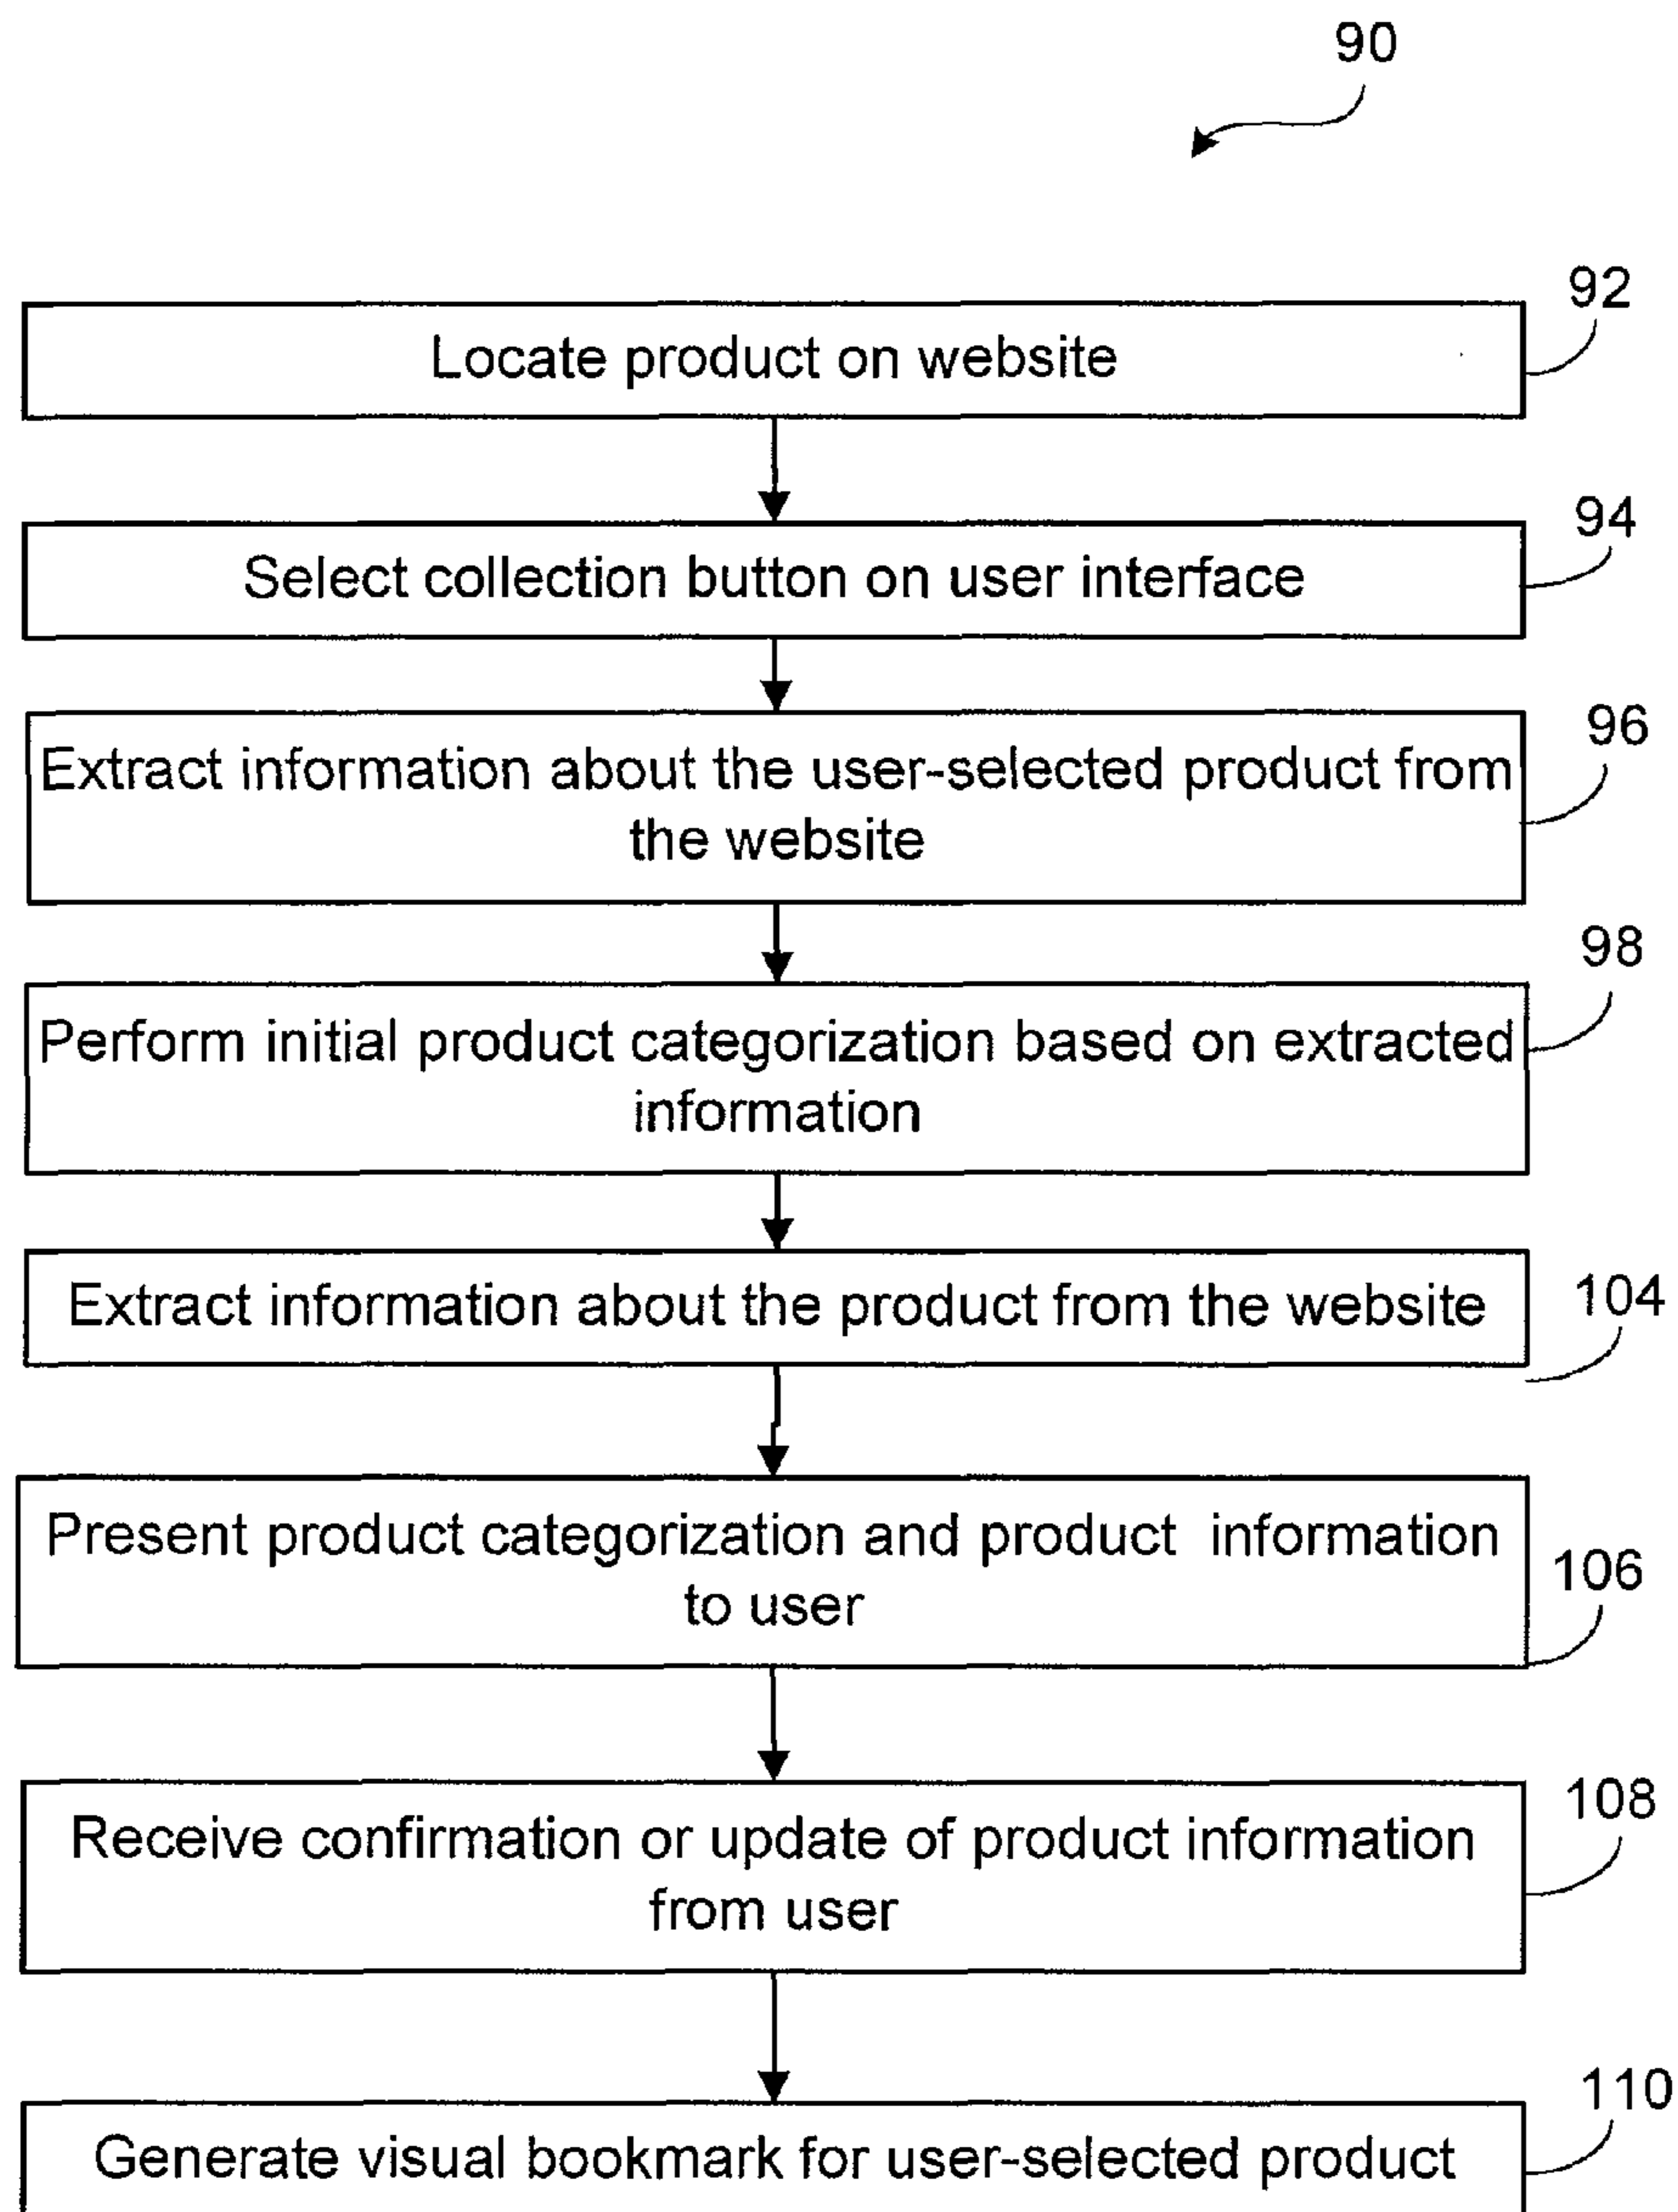 90
92
Locate product on website
94
Select collection button on user interface
96
Extract information about the user-selected product from
the website
98
Perform initial product categorization based on extracted
information
Extract information about the product from the website
104
Present product categorization and product information
to user
106
108
Receive confirmation or update of product information
from user
110
Generate visual bookmark for user-selected product